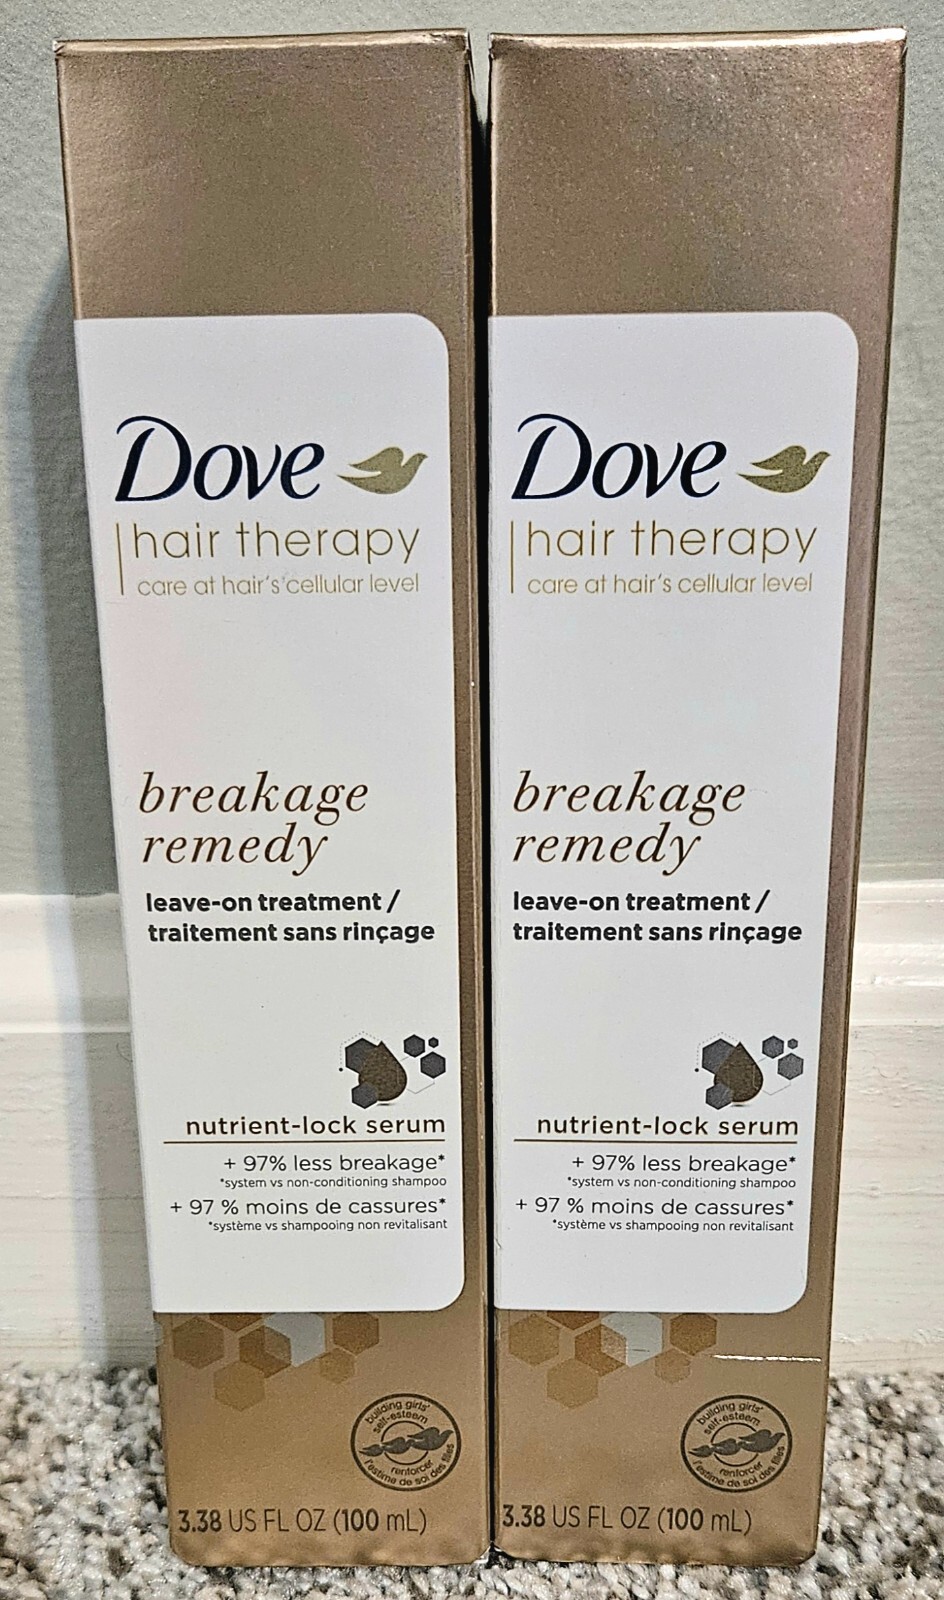 Dove
hair therapy
care at hair's cellular level
breakage
remedy
leave-on treatment /
traitement sans rinçage
nutrient-lock serum
+ 97% less breakage*
*system vs non-conditioning shampoo
+ 97 % moins de cassures*
*système vs shampooing non revitalisant
building girls'
self-esteem
renforcer
l'estime de soi des filles
3.38 US FL OZ (100 mL)
Dove
hair therapy
care at hair's cellular level
breakage
remedy
leave-on treatment /
traitement sans rinçage
nutrient-lock serum
+ 97% less breakage*
*system vs non-conditioning shampoo
+ 97 % moins de cassures*
*système vs shampooing non revitalisant
building girls'
self-esteem
renforcer
l'estime de soi des filles
3.38 US FL OZ (100 mL)